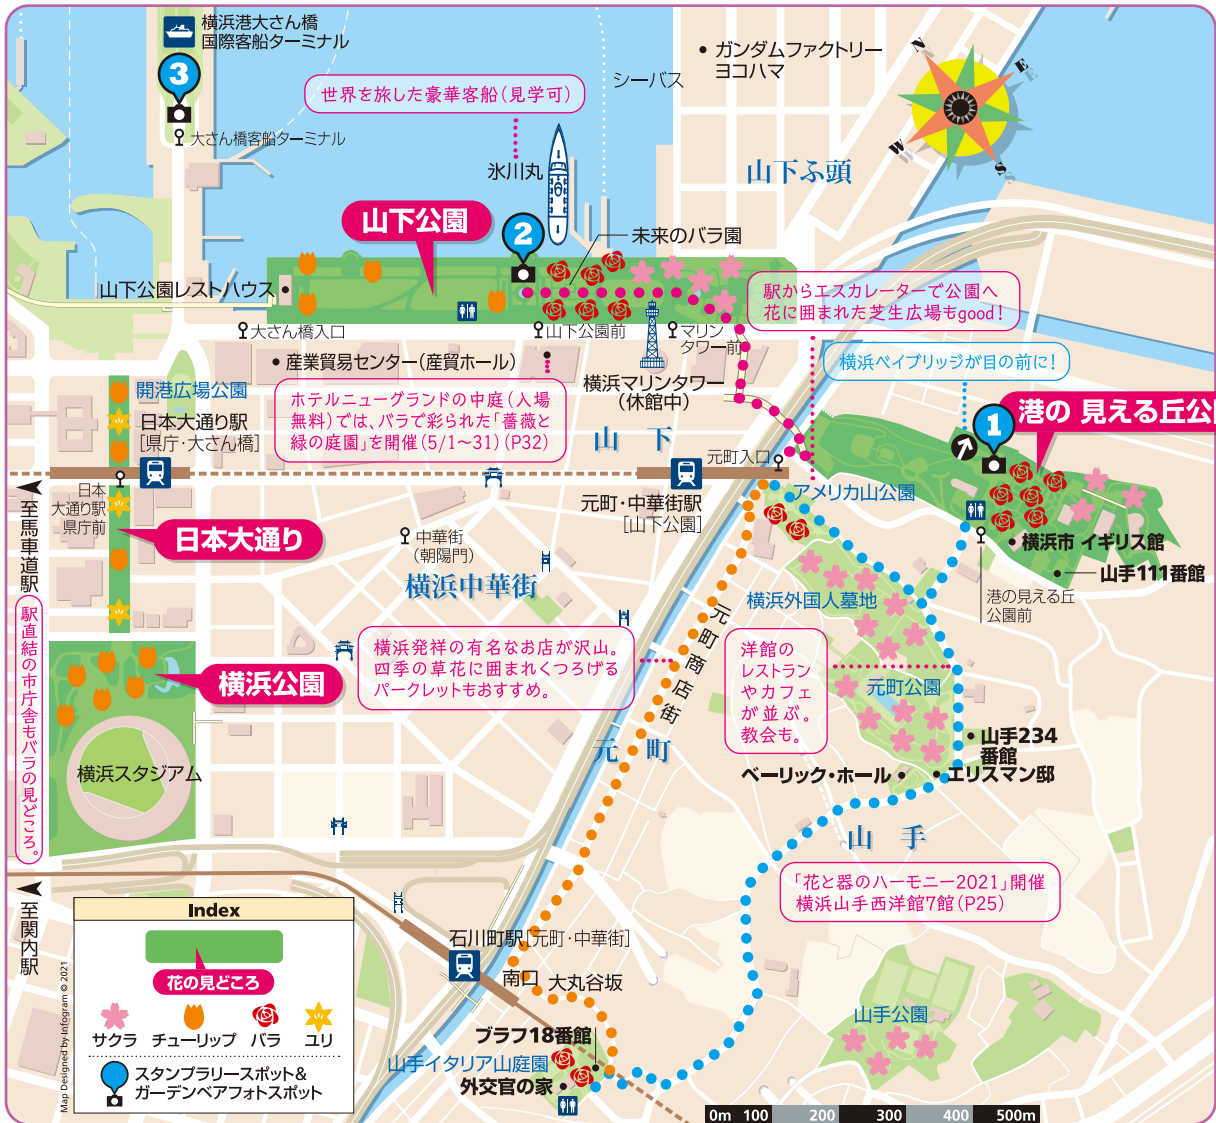 横浜港大さん橋
国際客船ターミナル
3
大さん橋客船ターミナル
世界を旅した豪華客船(見学可)
氷川丸
シーバス
ガンダムファクトリー
ヨコハマ
N
E
W
S
山下ふ頭
山下公園
2
未来のバラ園
山下公園レストハウス
大さん橋入口
山下公園前
マリン
タワー前
駅からエスカレーターで公園へ
花に囲まれた芝生広場もgood!
産業貿易センター(産貿ホール)
横浜マリンタワー
(休館中)
横浜ベイブリッジが目の前に!
開港広場公園
日本大通り駅
[県庁・大さん橋]
ホテルニューグランドの中庭(入場
無料)では、バラで彩られた「薔薇と
緑の庭園」を開催(5/1~31)(P32)
山下
港の 見える丘公
1
元町入口
日本
大通り駅
県庁前
至馬車道駅
日本大通り
元町・中華街駅
[山下公園]
アメリカ山公園
中華街
(朝陽門)
横浜中華街
横浜市 イギリス館
山手111番館
港の見える丘
公園前
横浜外国人墓地
駅直結の市庁舎もバラの見どころ。
横浜公園
横浜発祥の有名なお店が沢山。
四季の草花に囲まれくつろげる
パークレットもおすすめ。
元町商店街
洋館の
レストラン
やカフェ
が並ぶ。
教会も。
元町公園
元町
山手234
番館
横浜スタジアム
ベーリック・ホール
エリスマン邸
山手
「花と器のハーモニー2021」開催
横浜山手西洋館7館(P25)
至関内駅
石川町駅[元町・中華街]
南口
大丸谷坂
ブラフ18番館
山手イタリア山庭園
外交官の家
山手公園
Index
花の見どころ
サクラ チューリップ バラ ユリ
スタンプラリースポット&
ガーデンベアフォトスポット
Map Designed by Infogram © 2021
0m 100 200 300 400 500m